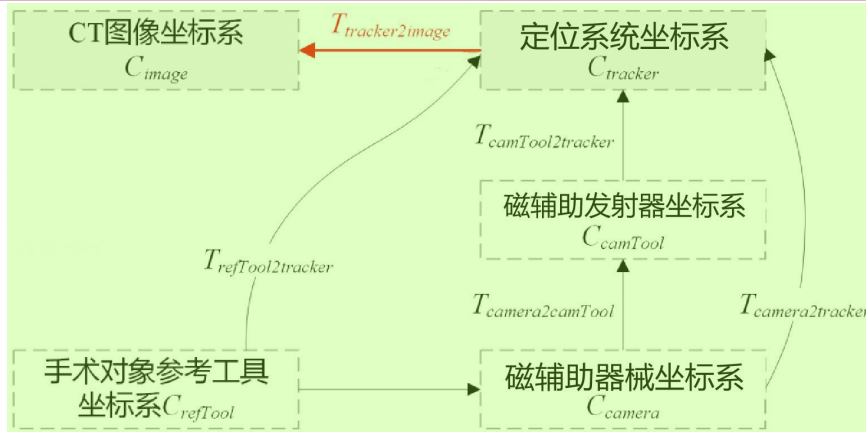 CT图像坐标系
C_image
T_tracker2image
定位系统坐标系
C_tracker
T_camTool2tracker
磁辅助发射器坐标系
C_camTool
T_refTool2tracker
T_camera2camTool
T_camera2tracker
手术对象参考工具
坐标系C_refTool
磁辅助器械坐标系
C_camera